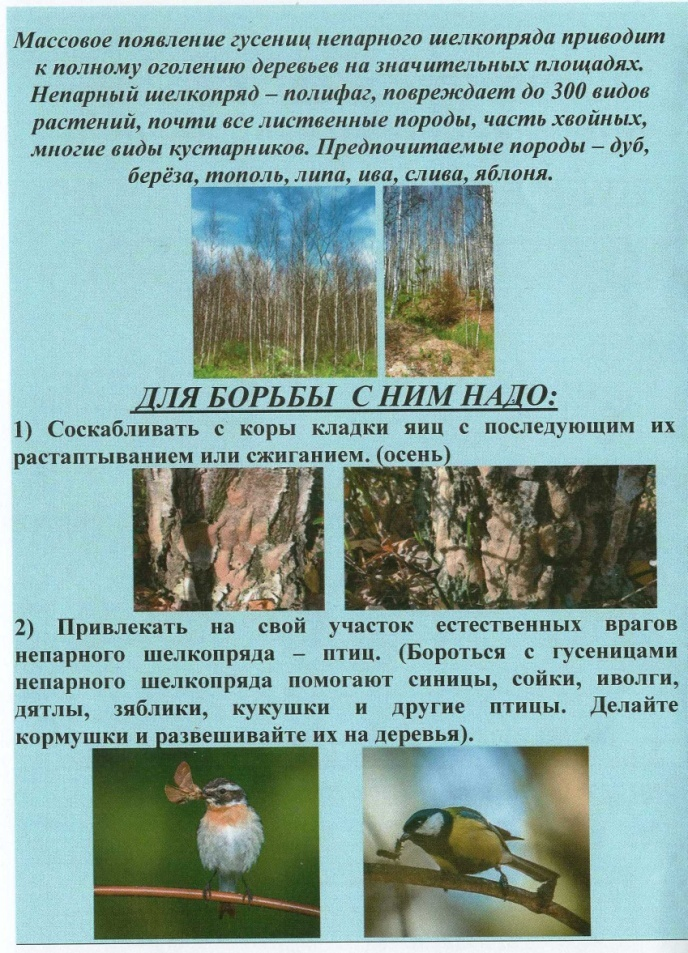 Массовое появление гусениц непарного шелкопряда приводит
к полному оголению деревьев на значительных площадях.
Непарный шелкопряд – полифаг, повреждает до 300 видов
растений, почти все лиственные породы, часть хвойных,
многие виды кустарников. Предпочитаемые породы – дуб,
берёза, тополь, липа, ива, слива, яблоня.
ДЛЯ БОРЬБЫ С НИМ НАДО:
1) Соскабливать с коры кладки яиц с последующим их
растаптыванием или сжиганием. (осень)
2) Привлекать на свой участок естественных врагов
непарного шелкопряда – птиц. (Бороться с гусеницами
непарного шелкопряда помогают синицы, сойки, иволги,
дятлы, зяблики, кукушки и другие птицы. Делайте
кормушки и развешивайте их на деревья).